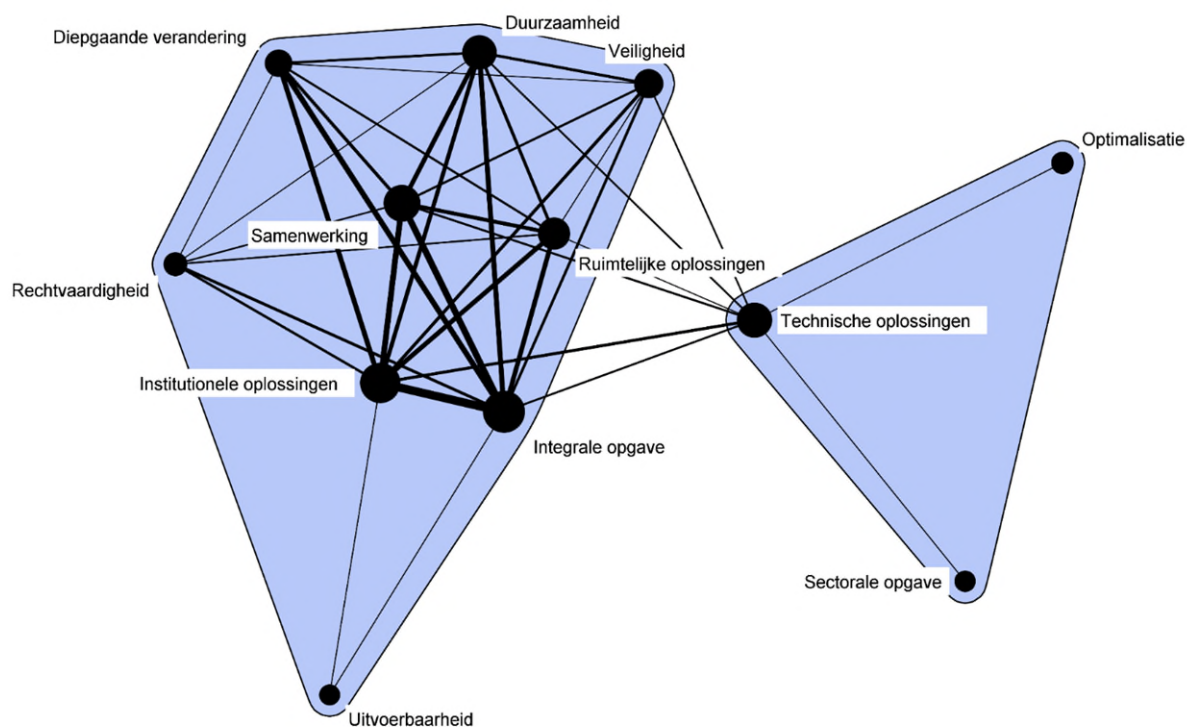 Duurzaamheid
Diepgaande verandering
Veiligheid
Optimalisatie
Samenwerking
Ruimtelijke oplossingen
Rechtvaardigheid
Technische oplossingen
Institutionele oplossingen
Integrale opgave
Sectorale opgave
Uitvoerbaarheid